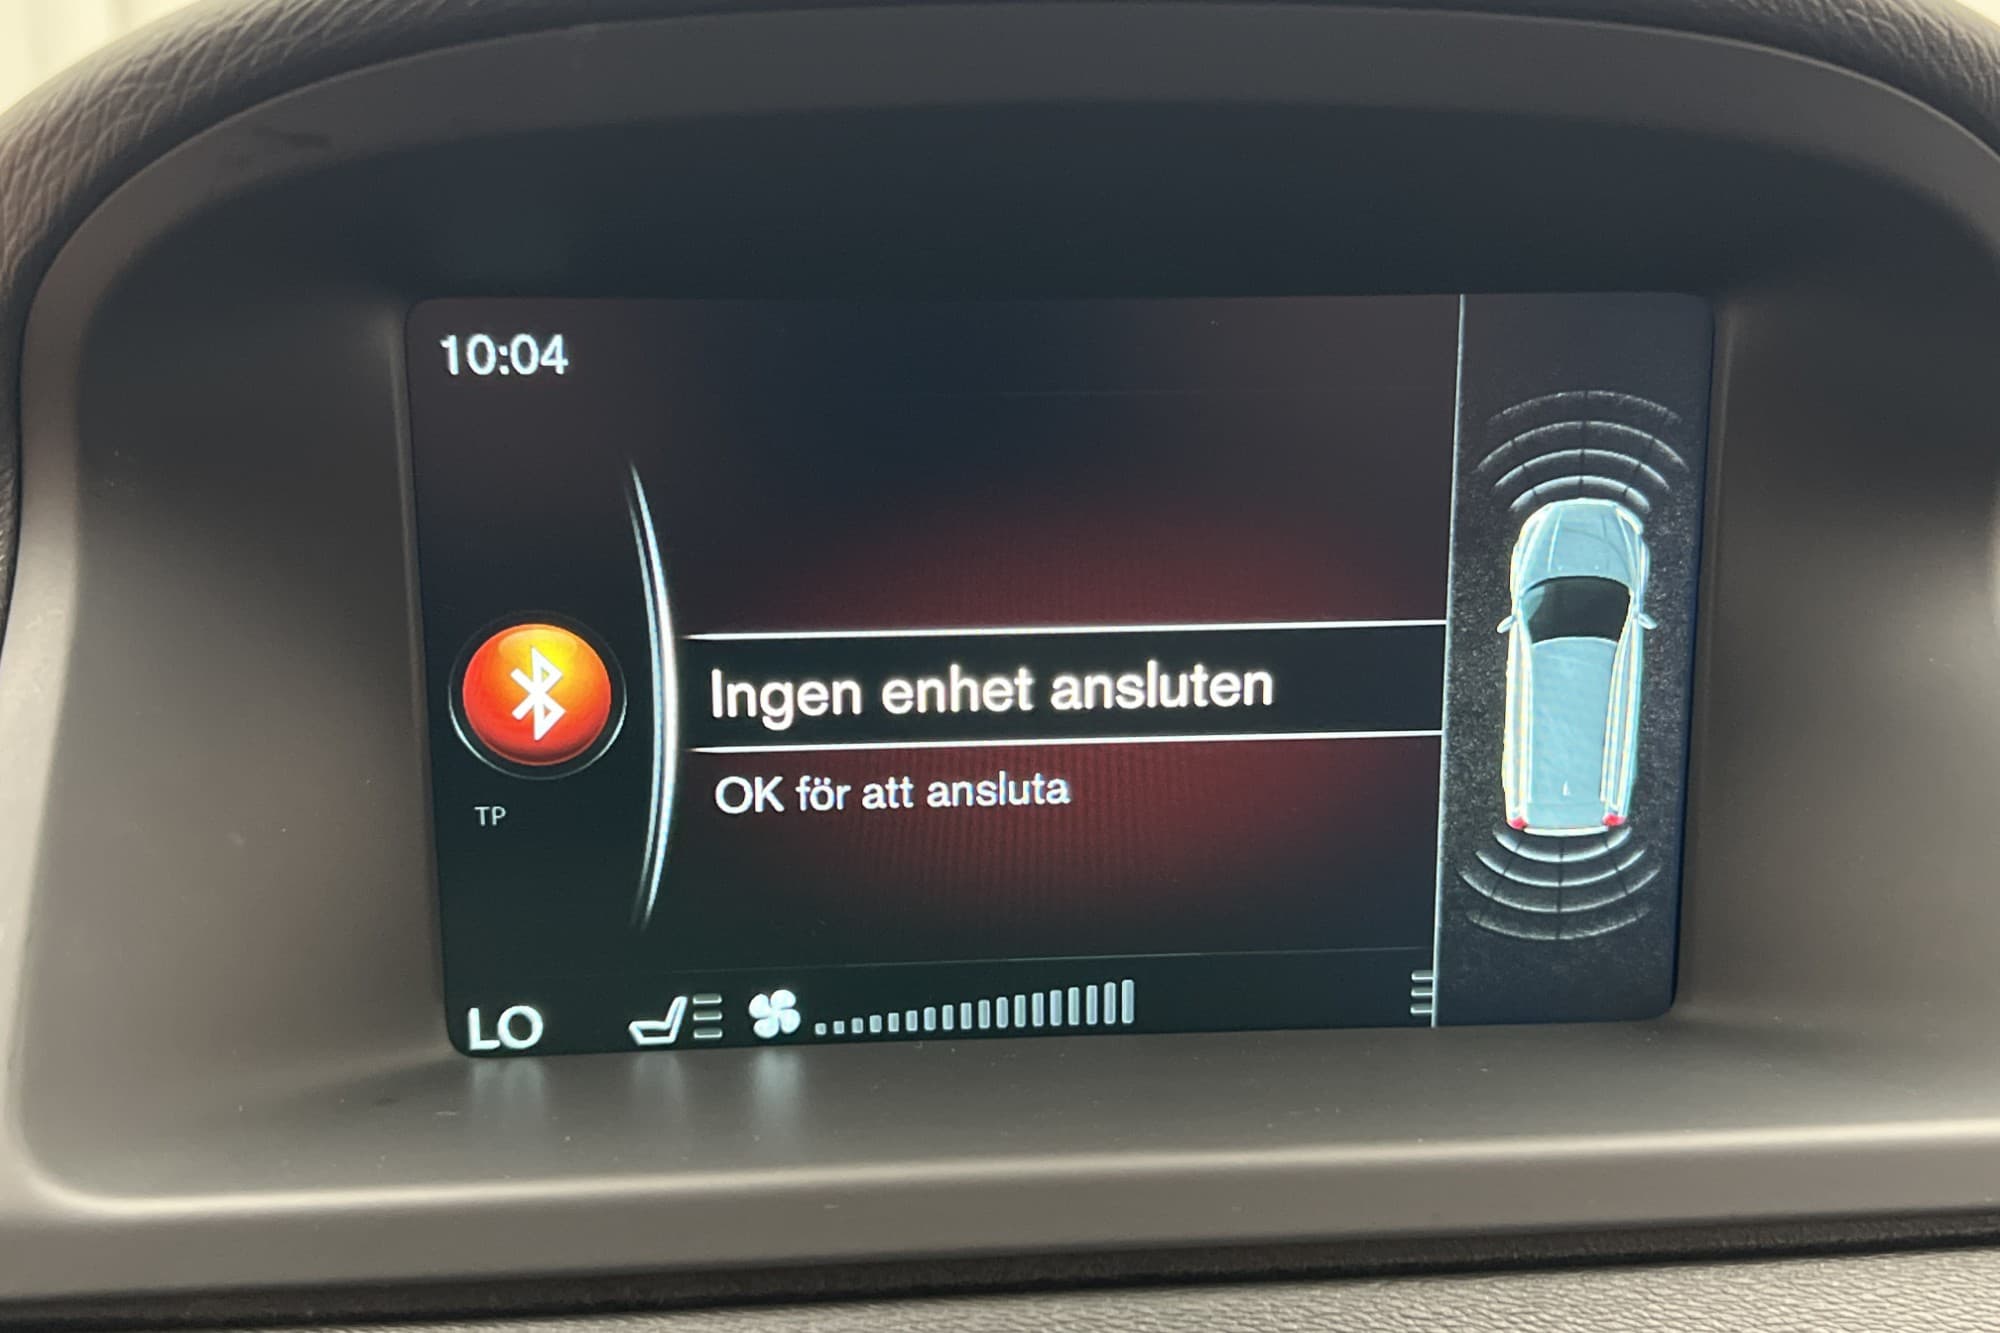 10:04
Ingen enhet ansluten
OK för att ansluta
TP
LO